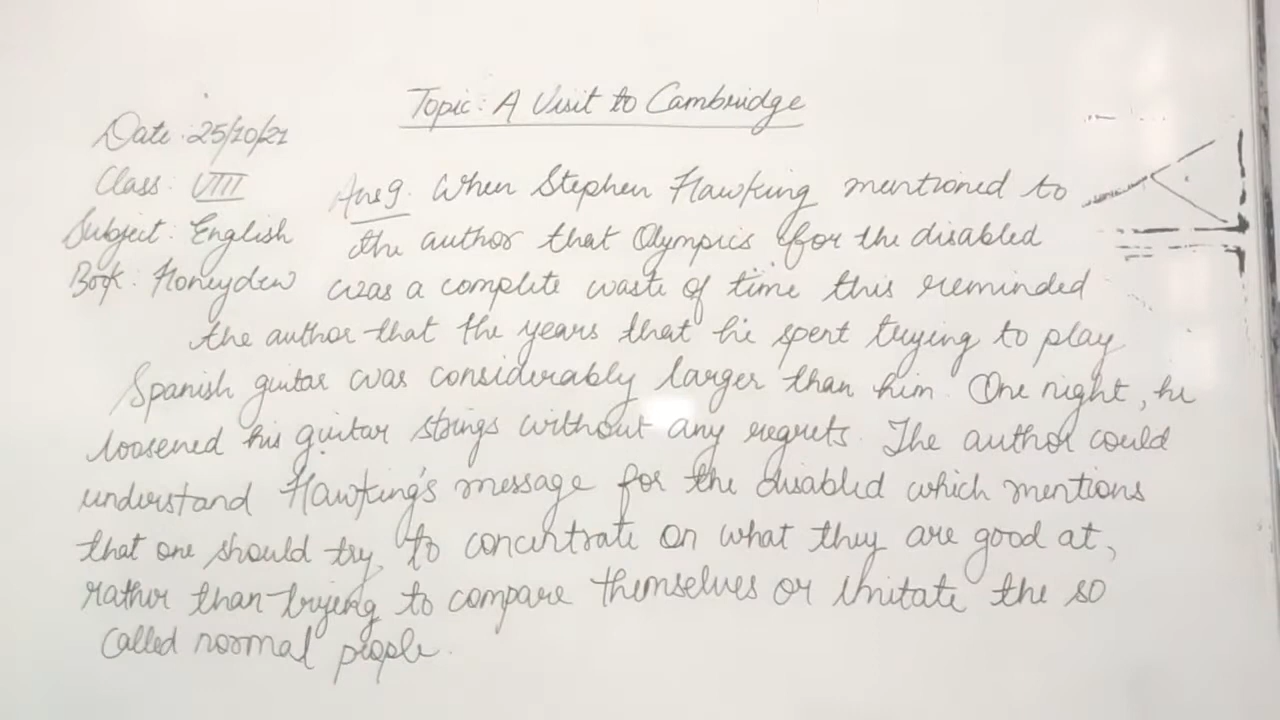 Topic: A Visit to Cambridge
Date: 25/10/21
Class: VIII
Subject: English
Book: Honeydew
Ans 9. When Stephen Hawking mentioned to
the author that Olympics for the disabled
was a complete waste of time this reminded
the author that the years that he spent trying to play
Spanish guitar was considerably larger than him. One night, he
loosened his guitar strings without any regrets. The author could
understand Hawking's message for the disabled which mentions
that one should try to concentrate on what they are good at,
rather than trying to compare themselves or imitate the so
called normal people.